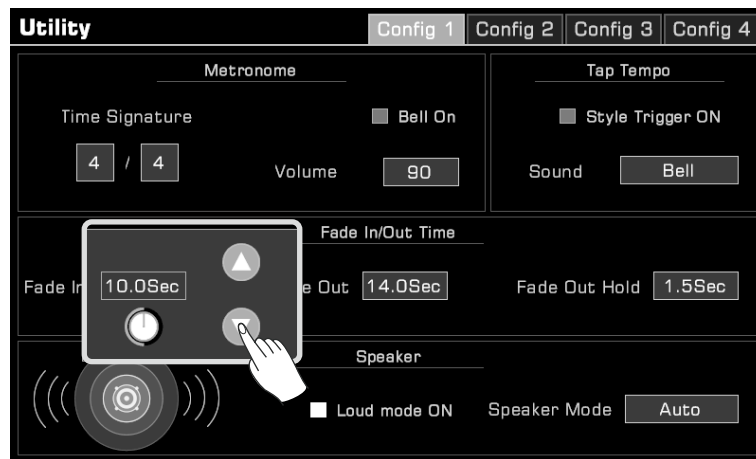 Utility Config 1 Config 2 Config 3 Config 4
Metronome
Time Signature
Bell On
4 / 4
Volume 90
Tap Tempo
Style Trigger ON
Sound Bell
Fade In/Out Time
Fade In
10.0Sec
Out 14.0Sec
Fade Out Hold 1.5Sec
Speaker
Loud mode ON
Speaker Mode Auto